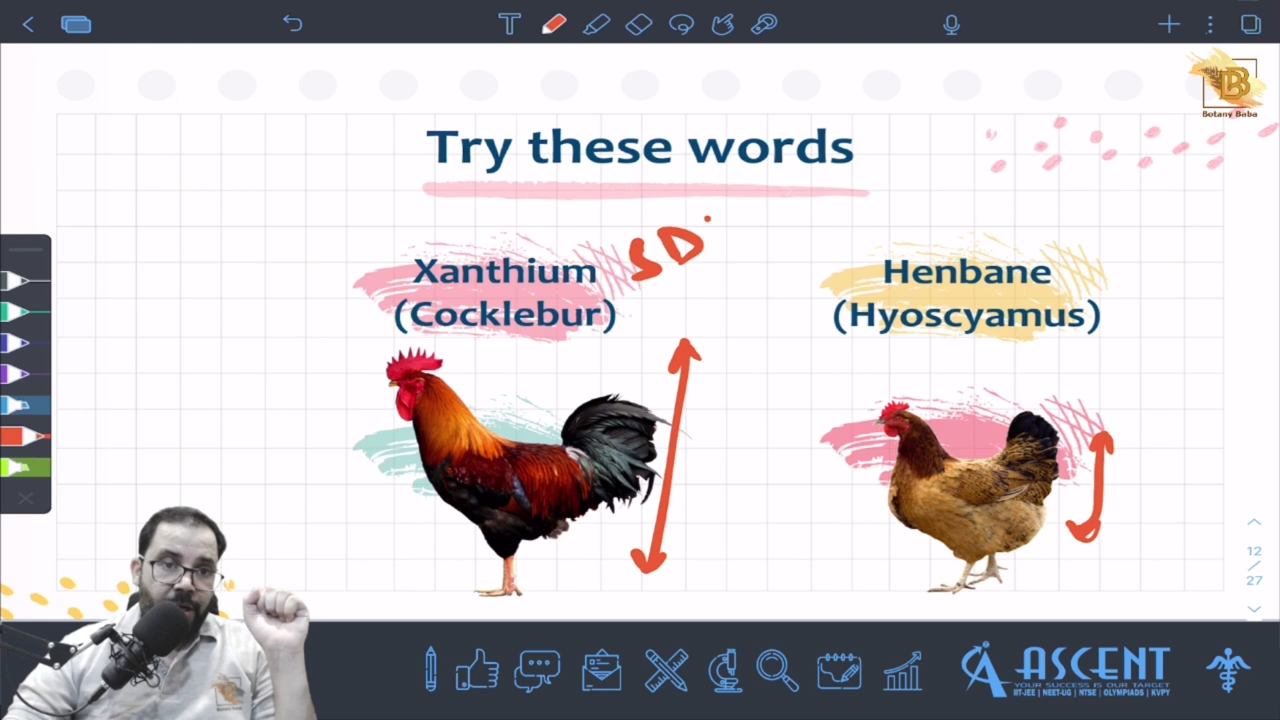 T
Botany Baba
Try these words
SD.
Xanthium
(Cocklebur)
Henbane
(Hyoscyamus)
12
/
27
ASCENT
YOUR SUCCESS IS OUR TARGET
IIT-JEE | NEET-UG | NTSE | OLYMPIADS | KVPY